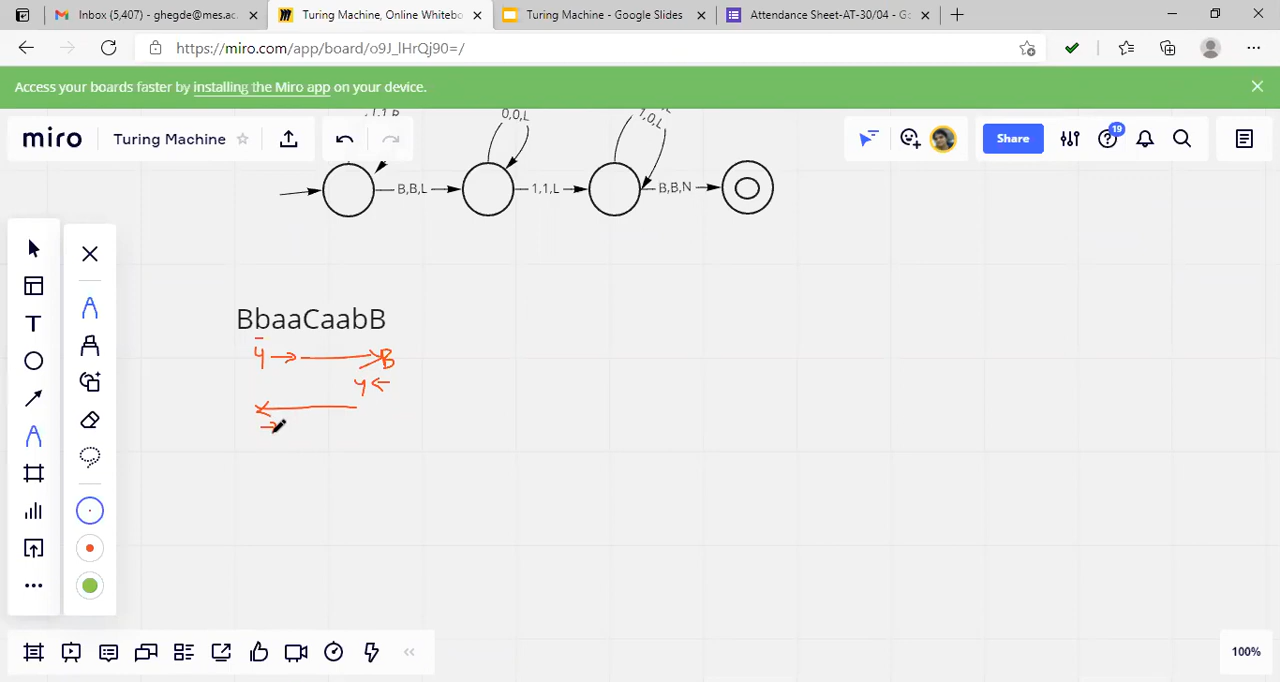 Inbox (5,407) - ghegde@mes.ac.
Turing Machine, Online Whitebo
Turing Machine - Google Slides
Attendance Sheet-AT-30/04 - Go
https://miro.com/app/board/o9J_lHrQj90=/
Access your boards faster by installing the Miro app on your device.
miro
Turing Machine
Share
19
0,0,L
1,0,L
B,B,L
1,1,L
B,B,N
BbaaCaabB
y
B
y
T
100%